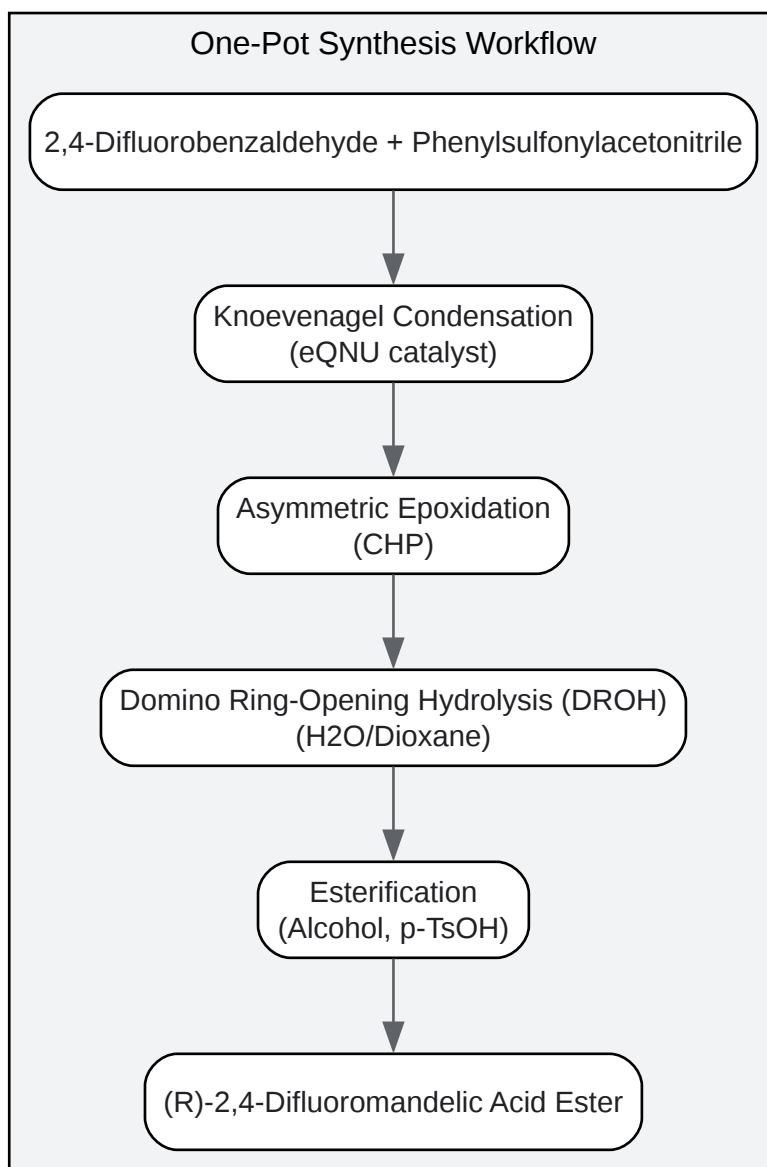 One-Pot Synthesis Workflow
2,4-Difluorobenzaldehyde + Phenylsulfonylacetonitrile
Knoevenagel Condensation
(eQNU catalyst)
Asymmetric Epoxidation
(CHP)
Domino Ring-Opening Hydrolysis (DROH)
(H2O/Dioxane)
Esterification
(Alcohol, p-TsOH)
(R)-2,4-Difluoromandelic Acid Ester